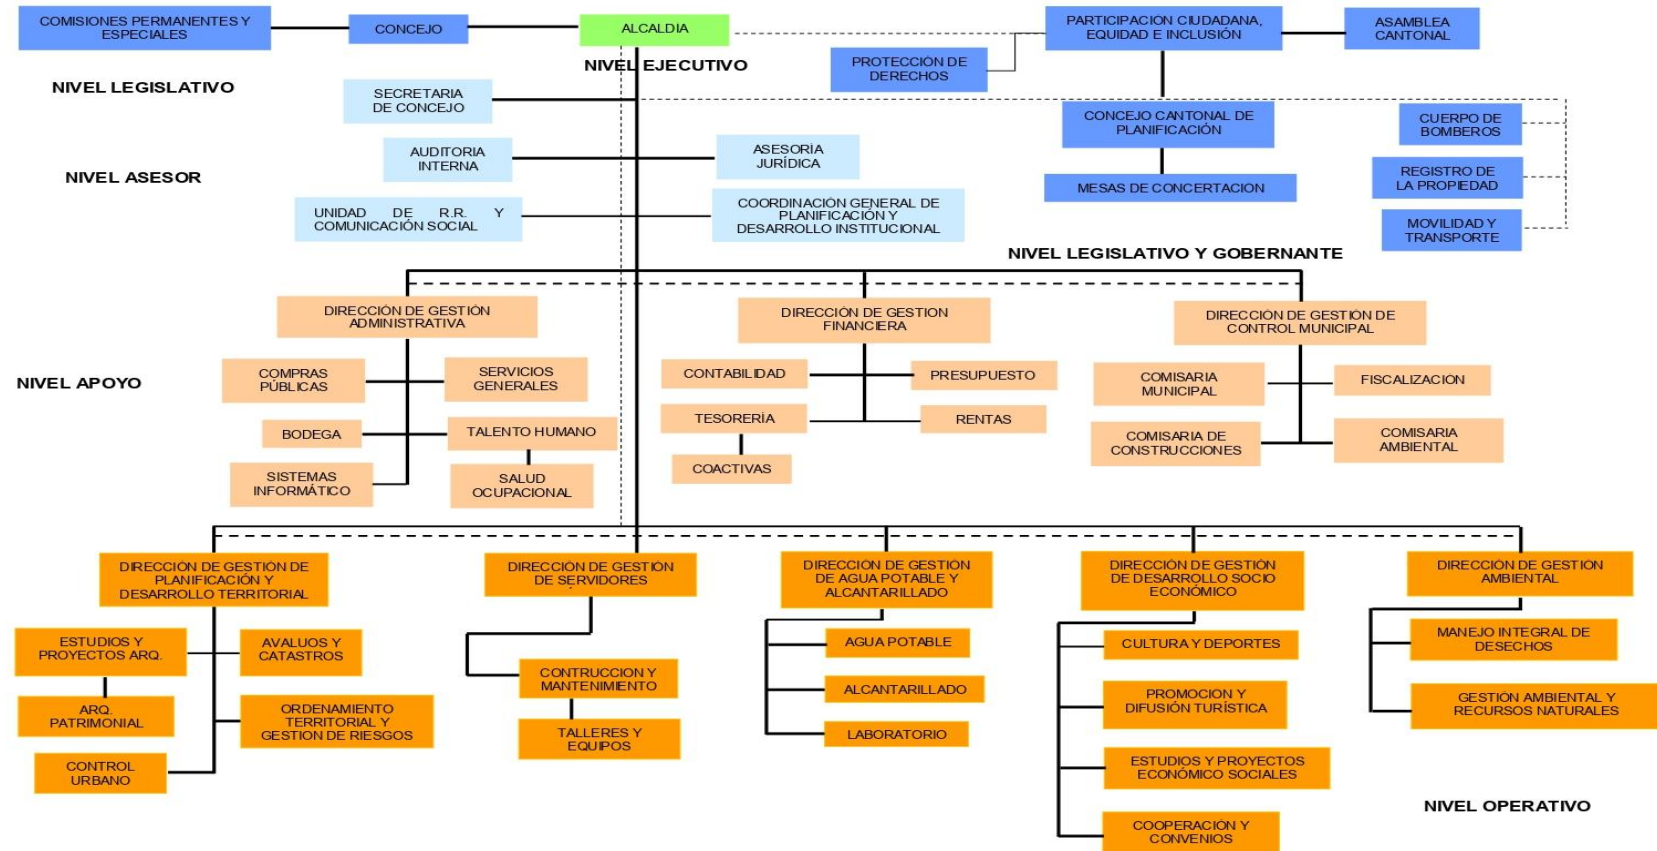 COMISIONES PERMANENTES Y
ESPECIALES
CONCEJO
ALCALDIA
PARTICIPACION CIUDADANA,
EQUIDAD E INCLUSIÓN
ASAMBLEA
CANTONAL
PROTECCIÓN DE
DERECHOS
NIVEL EJECUTIVO
NIVEL LEGISLATIVO
SECRETARIA
DE CONCEJO
CONCEJO CANTONAL DE
PLANIFICACIÓN
CUERPO DE
BOMBEROS
AUDITORIA
INTERNA
ASESORÍA
JURÍDICA
NIVEL ASESOR
MESAS DE CONCERTACION
REGISTRO DE
LA PROPIEDAD
UNIDAD DE R.R. Y
COMUNICACIÓN SOCIAL
COORDINACIÓN GENERAL DE
PLANIFICACIÓN Y
DESARROLLO INSTITUCIONAL
MOVILIDAD Y
TRANSPORTE
NIVEL LEGISLATIVO Y GOBERNANTE
DIRECCIÓN DE GESTIÓN
ADMINISTRATIVA
DIRECCIÓN DE GESTION
FINANCIERA
DIRECCIÓN DE GESTIÓN DE
CONTROL MUNICIPAL
NIVEL APOYO
COMPRAS
PÚBLICAS
SERVICIOS
GENERALES
CONTABILIDAD
PRESUPUESTO
COMISARIA
MUNICIPAL
FISCALIZACION
BODEGA
TALENTO HUMANO
TESORERÍA
RENTAS
COMISARIA DE
CONSTRUCCIONES
COMISARIA
AMBIENTAL
SISTEMAS
INFORMÁTICO
SALUD
OCUPACIONAL
COACTIVAS
DIRECCIÓN DE GESTIÓN DE
PLANIFICACIÓN Y
DESARROLLO TERRITORIAL
DIRECCIÓN DE GESTIÓN
DE SERVIDORES
DIRECCIÓN DE GESTIÓN
DE AGUA POTABLE Y
ALCANTARILLADO
DIRECCIÓN DE GESTIÓN
DE DESARROLLO SOCIO
ECONÓMICO
DIRECCIÓN DE GESTIÓN
AMBIENTAL
ESTUDIOS Y
PROYECTOS ARQ.
AVALUOS Y
CATASTROS
CONTRUCCION Y
MANTENIMIENTO
AGUA POTABLE
CULTURA Y DEPORTES
MANEJO INTEGRAL DE
DESECHOS
ARQ.
PATRIMONIAL
ORDENAMIENTO
TERRITORIAL Y
GESTION DE RIESGOS
TALLERES Y
EQUIPOS
ALCANTARILLADO
PROMOCION Y
DIFUSIÓN TURÍSTICA
GESTIÓN AMBIENTAL Y
RECURSOS NATURALES
CONTROL
URBANO
LABORATORIO
ESTUDIOS Y PROYECTOS
ECONÓMICO SOCIALES
COOPERACIÓN Y
CONVENIOS
NIVEL OPERATIVO